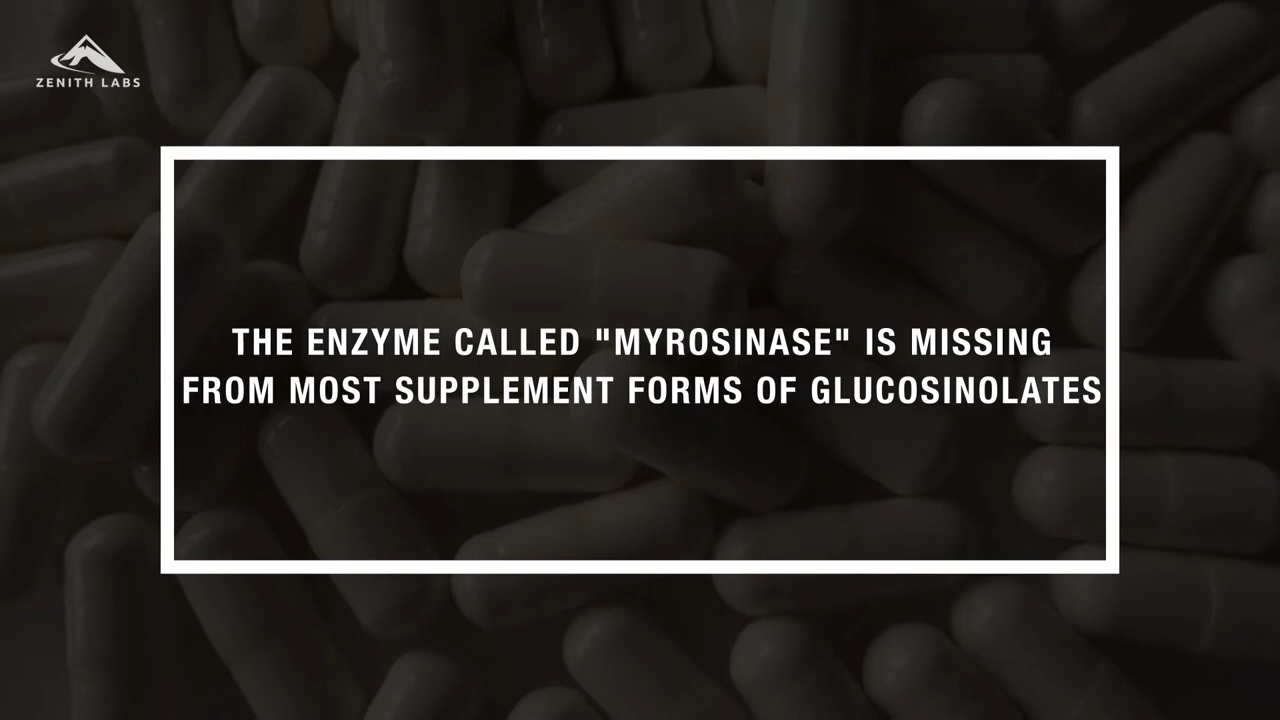 ZENITH LABS
THE ENZYME CALLED "MYROSINASE" IS MISSING
FROM MOST SUPPLEMENT FORMS OF GLUCOSINOLATES